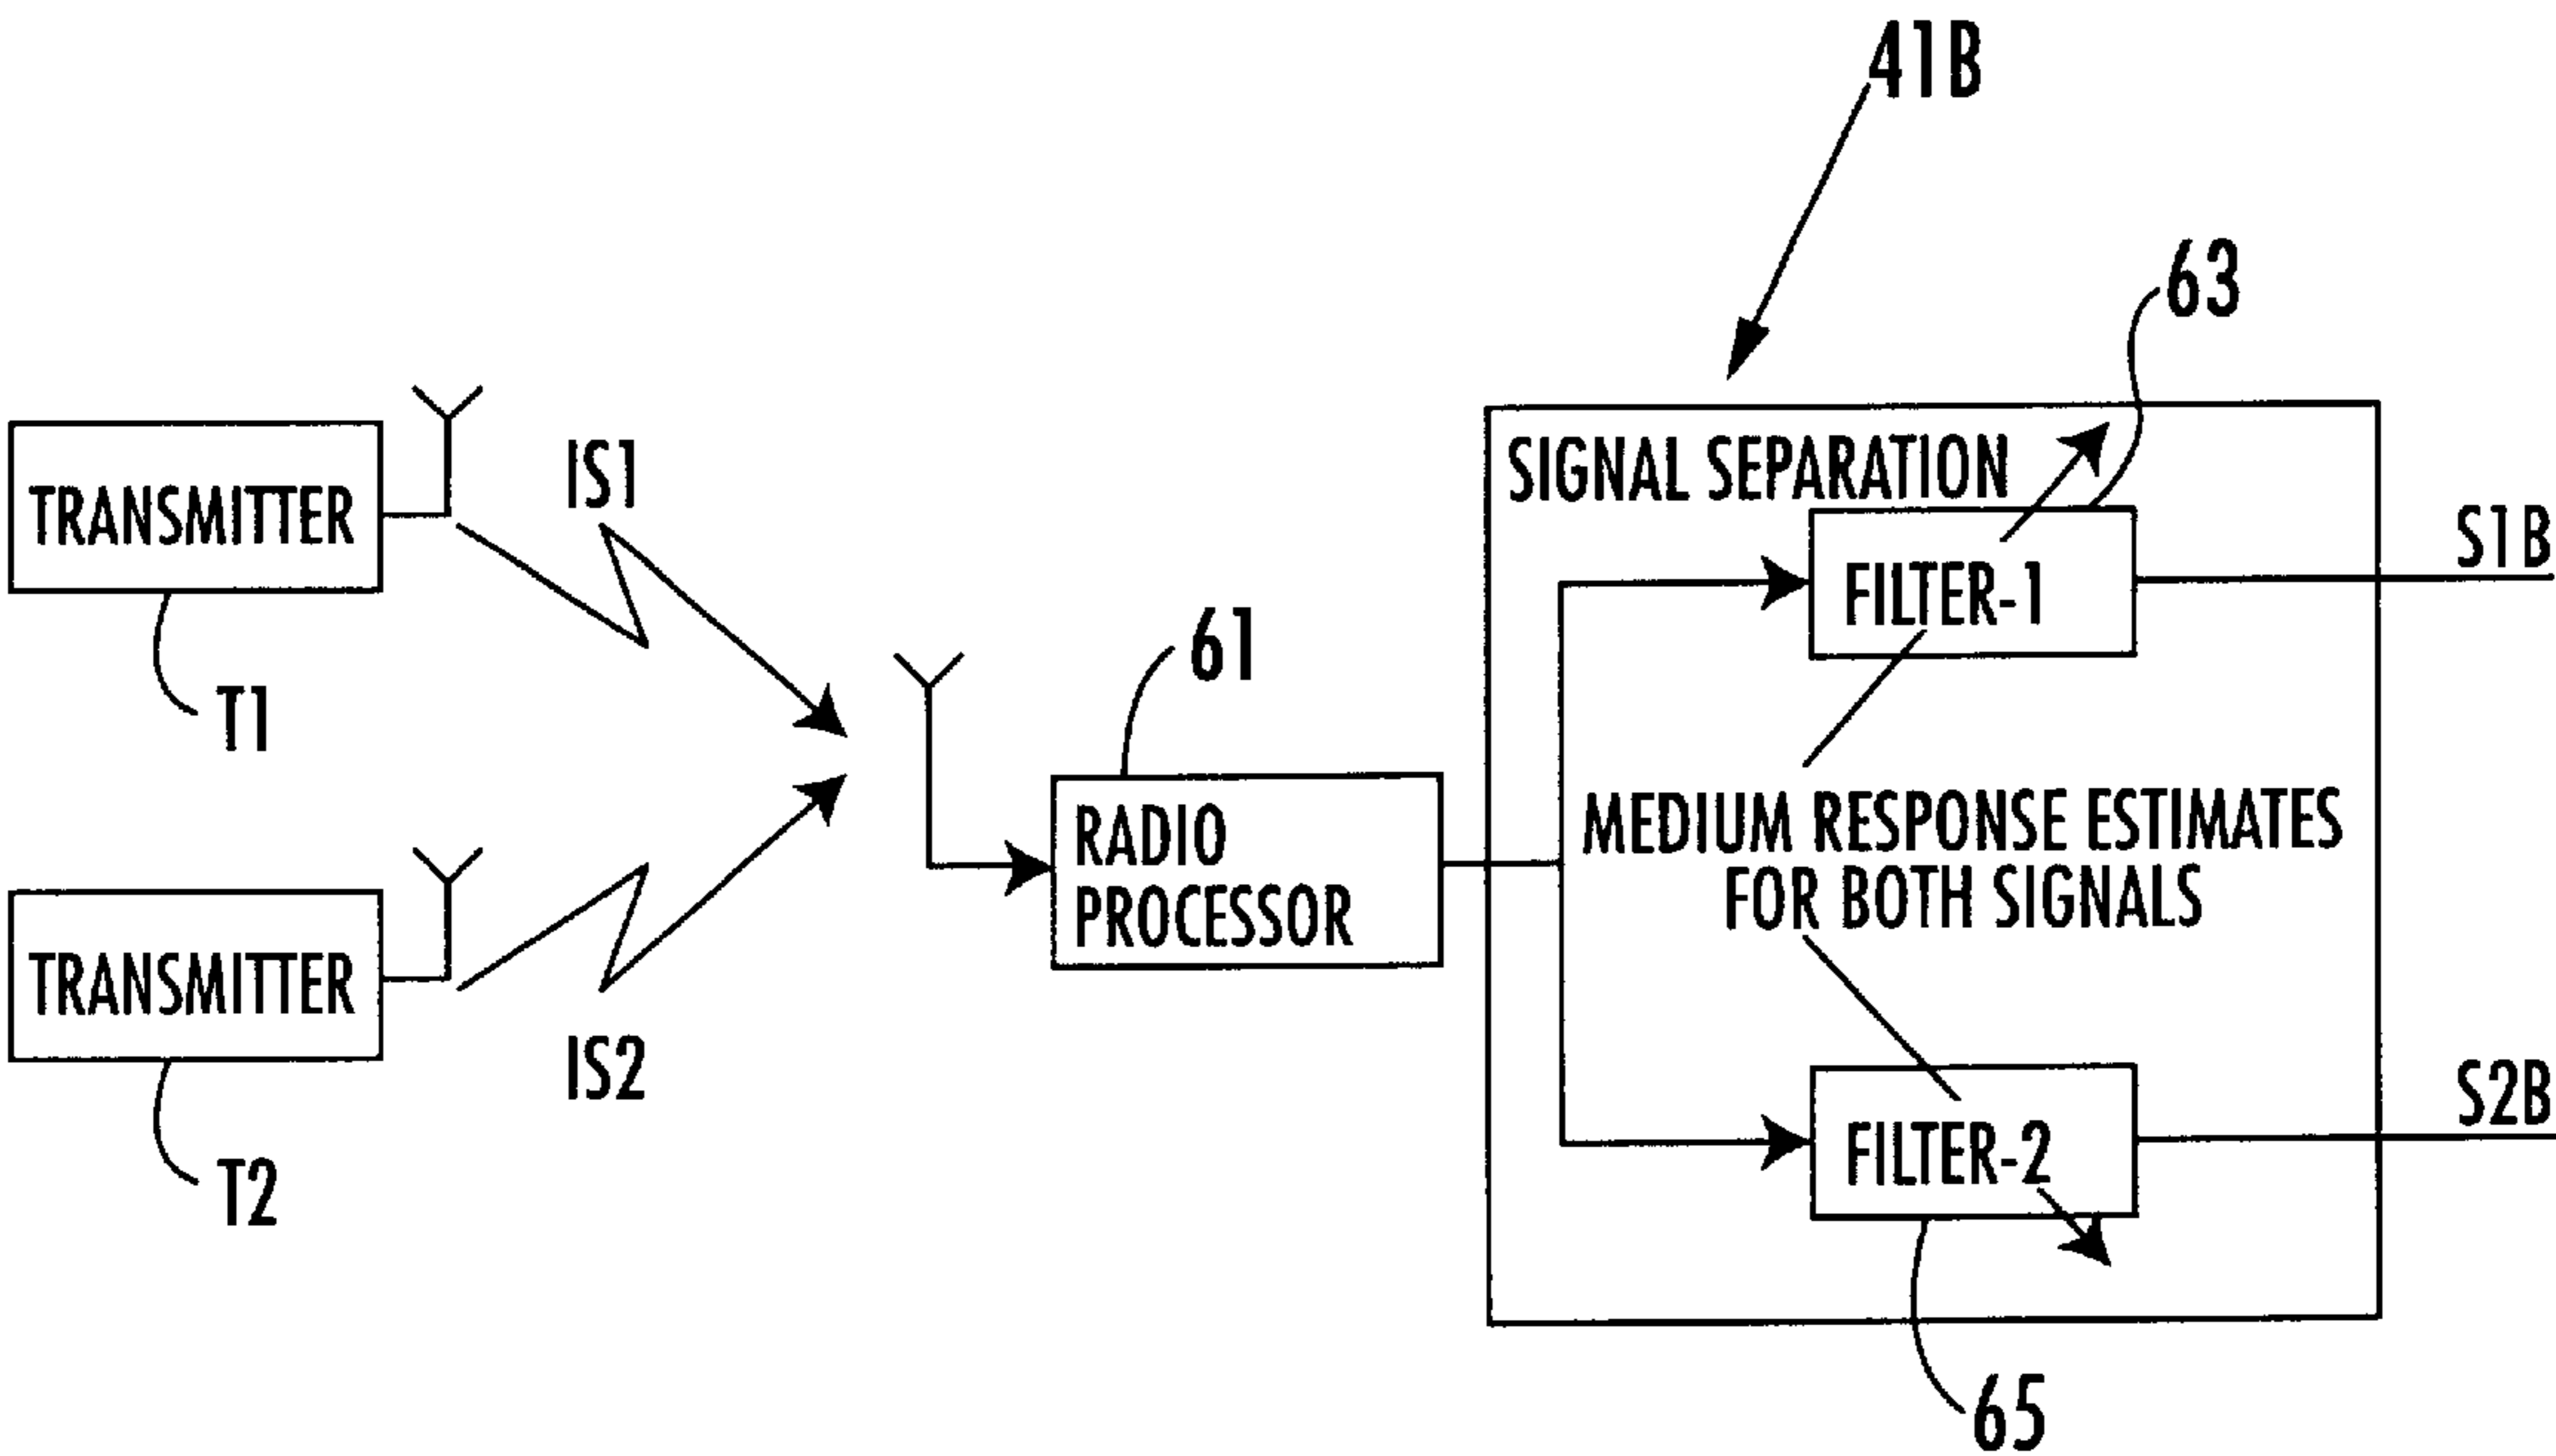 41B
63
SIGNAL SEPARATION
IS1
TRANSMITTER
S1B
FILTER-1
61
T1
RADIO
PROCESSOR
MEDIUM RESPONSE ESTIMATES
FOR BOTH SIGNALS
TRANSMITTER
IS2
S2B
FILTER-2
T2
65